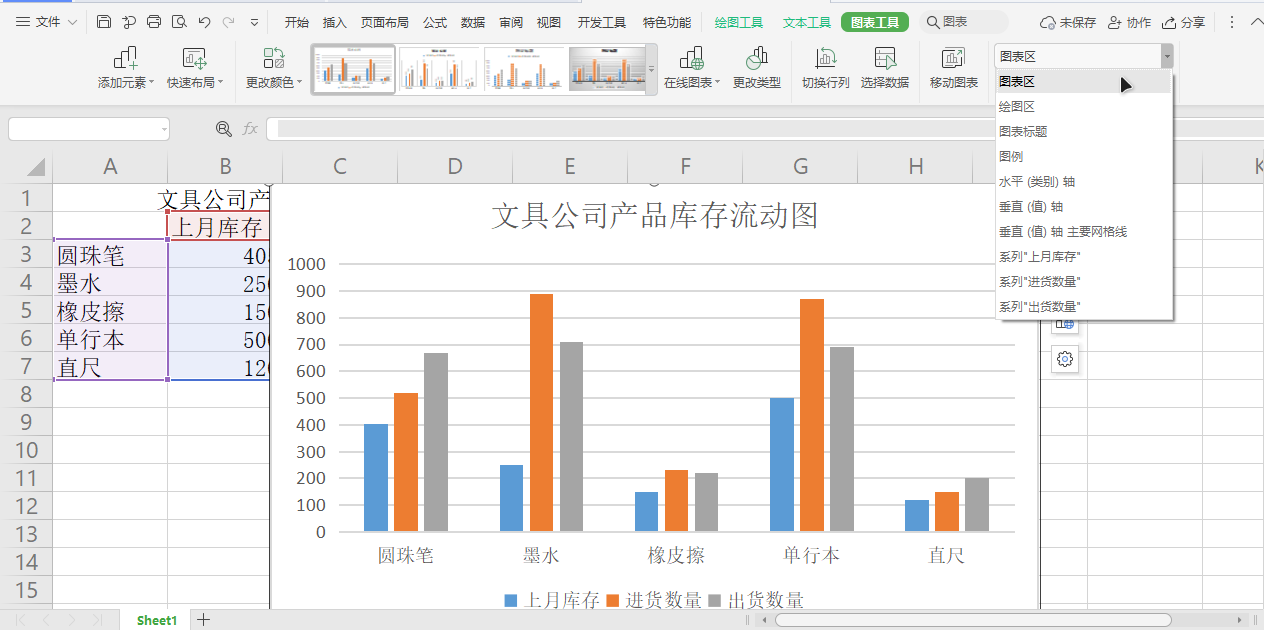 文件 开始 插入 页面布局 公式 数据 审阅 视图 开发工具 特色功能 绘图工具 文本工具 图表工具 图表 未保存 协作 分享
添加元素 快速布局 更改颜色 在线图表 更改类型 切换行列 选择数据 移动图表
图表区
图表区
绘图区
图表标题
图例
水平 (类别) 轴
垂直 (值) 轴
垂直 (值) 轴 主要网格线
系列"上月库存"
系列"进货数量"
系列"出货数量"
fx
A B C D E F G H K
1 文具公司产
2 上月库存
3 圆珠笔 405
4 墨水 250
5 橡皮擦 150
6 单行本 500
7 直尺 120
8
9
10
11
12
13
14
15
文具公司产品库存流动图
1000
900
800
700
600
500
400
300
200
100
0
圆珠笔 墨水 橡皮擦 单行本 直尺
上月库存 进货数量 出货数量
Sheet1